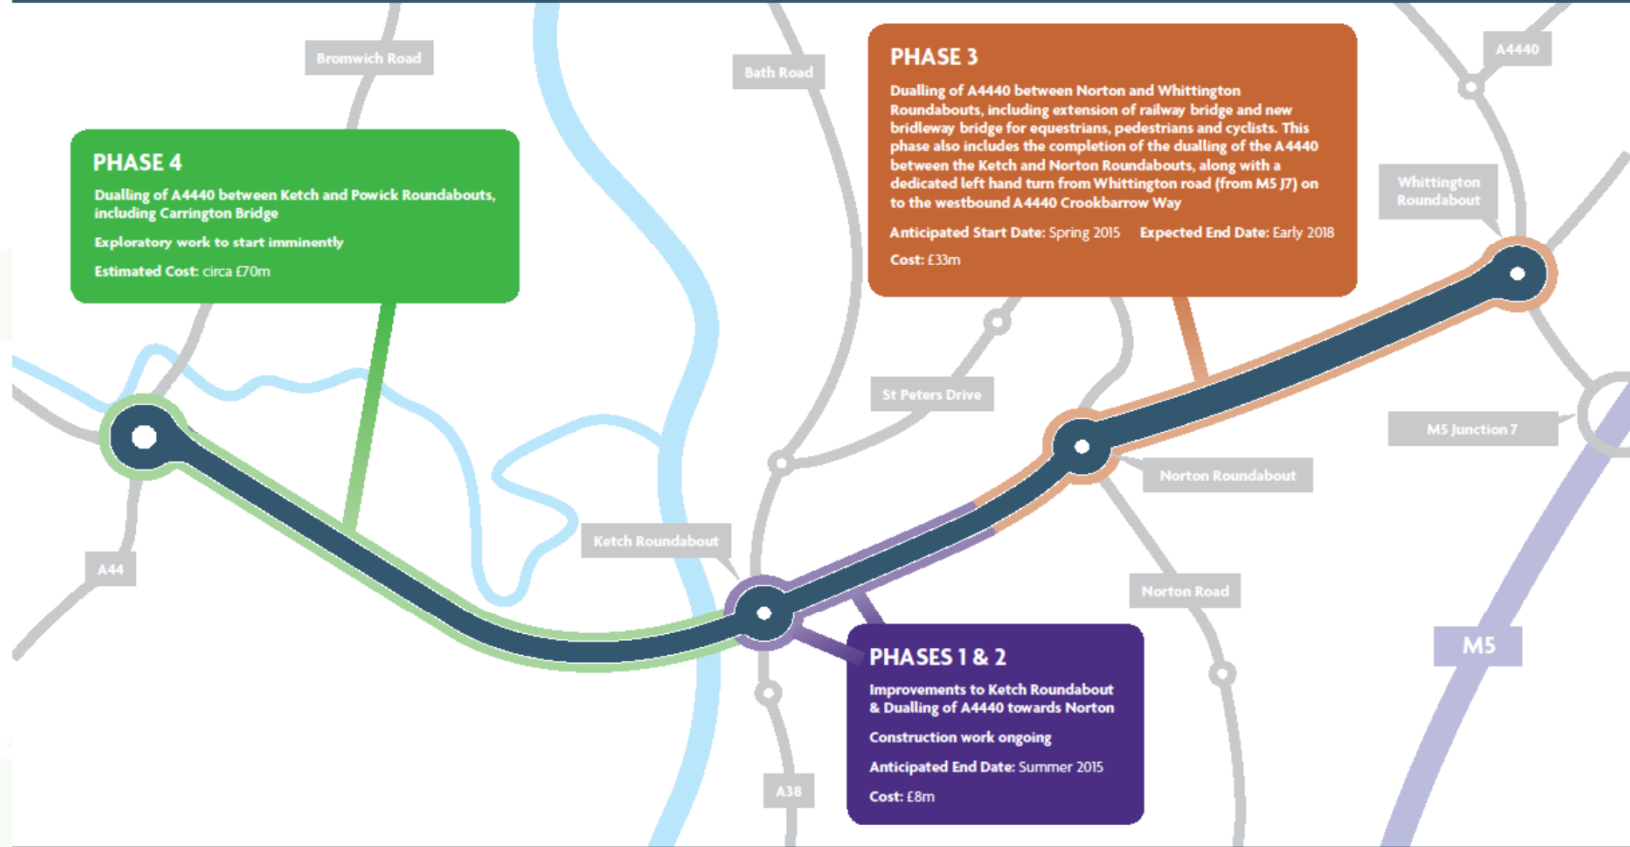 Bromwich Road
Bath Road
A4440
PHASE 3
Dualling of A4440 between Norton and Whittington
Roundabouts, including extension of railway bridge and new
bridleway bridge for equestrians, pedestrians and cyclists. This
phase also includes the completion of the dualling of the A4440
between the Ketch and Norton Roundabouts, along with a
dedicated left hand turn from Whittington road (from M5 J7) on
to the westbound A4440 Crookbarrow Way
Anticipated Start Date: Spring 2015 Expected End Date: Early 2018
Cost: £33m
PHASE 4
Dualling of A4440 between Ketch and Powick Roundabouts,
including Carrington Bridge
Exploratory work to start imminently
Estimated Cost: circa £70m
Whittington
Roundabout
St Peters Drive
M5 Junction 7
Norton Roundabout
Ketch Roundabout
A44
Norton Road
M5
PHASES 1 & 2
Improvements to Ketch Roundabout
& Dualling of A4440 towards Norton
Construction work ongoing
Anticipated End Date: Summer 2015
Cost: £8m
A38